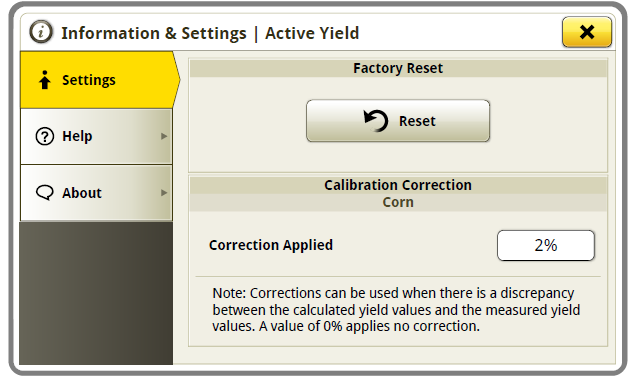 Information & Settings | Active Yield
Settings
Help
About
Factory Reset
Reset
Calibration Correction
Corn
Correction Applied
2%
Note: Corrections can be used when there is a discrepancy
between the calculated yield values and the measured yield
values. A value of 0% applies no correction.